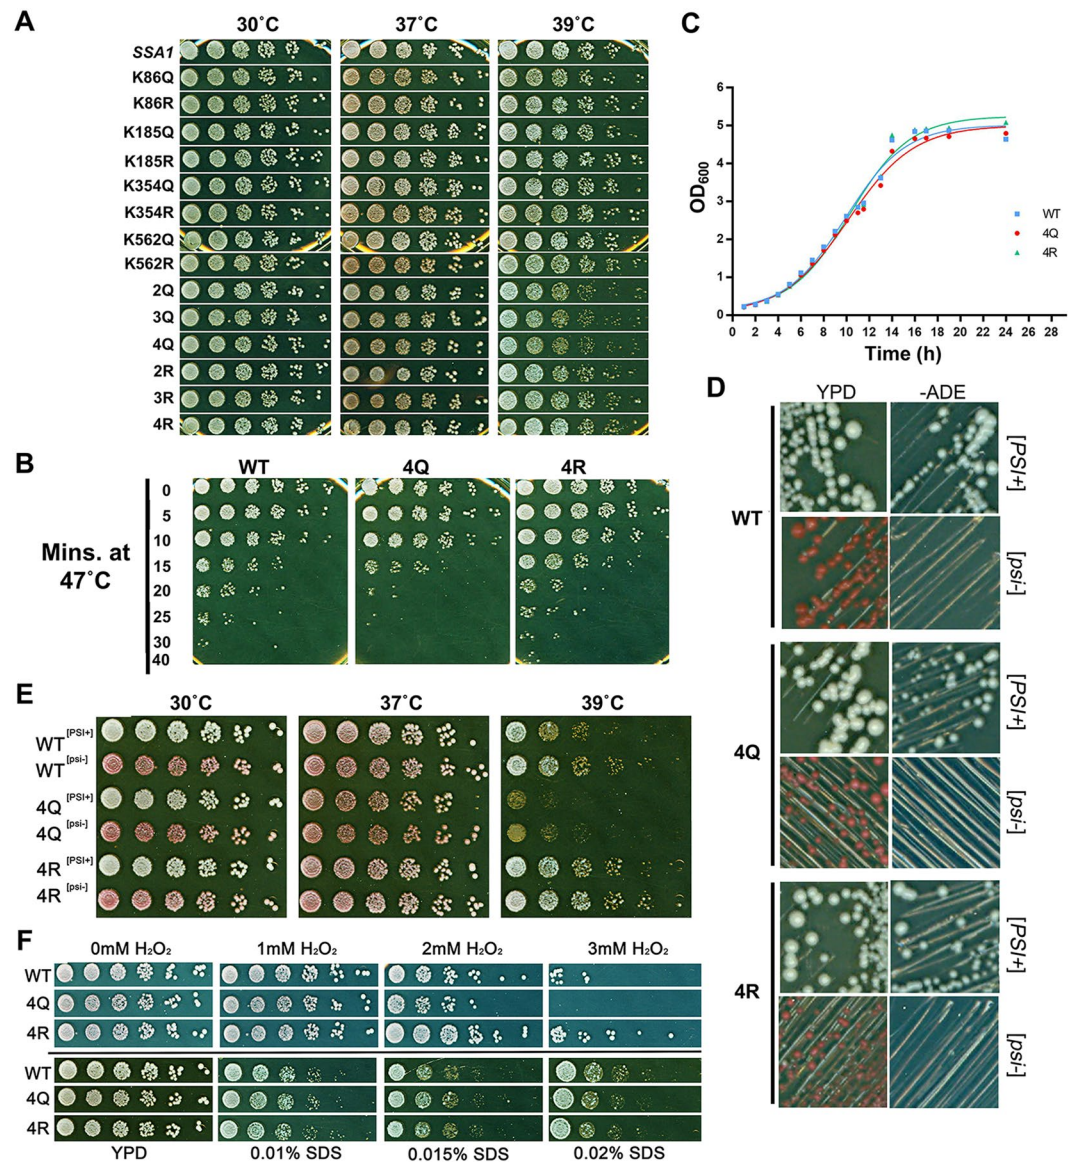 A
30˚C 37˚C 39˚C
SSA1
K86Q
K86R
K185Q
K185R
K354Q
K354R
K562Q
K562R
2Q
3Q
4Q
2R
3R
4R
B
WT 4Q 4R
Mins. at
47˚C
0
5
10
15
20
25
30
40
C
OD600
6
5
4
3
2
1
0
0 2 4 6 8 10 12 14 16 18 20 22 24 26 28
Time (h)
WT
4Q
4R
D
YPD -ADE
WT
[PSI+]
[psi-]
4Q
[PSI+]
[psi-]
4R
[PSI+]
[psi-]
E
30˚C 37˚C 39˚C
WT[PSI+]
WT[psi-]
4Q[PSI+]
4Q[psi-]
4R[PSI+]
4R[psi-]
F
0mM H₂O₂ 1mM H₂O₂ 2mM H₂O₂ 3mM H₂O₂
WT
4Q
4R
WT
4Q
4R
YPD 0.01% SDS 0.015% SDS 0.02% SDS